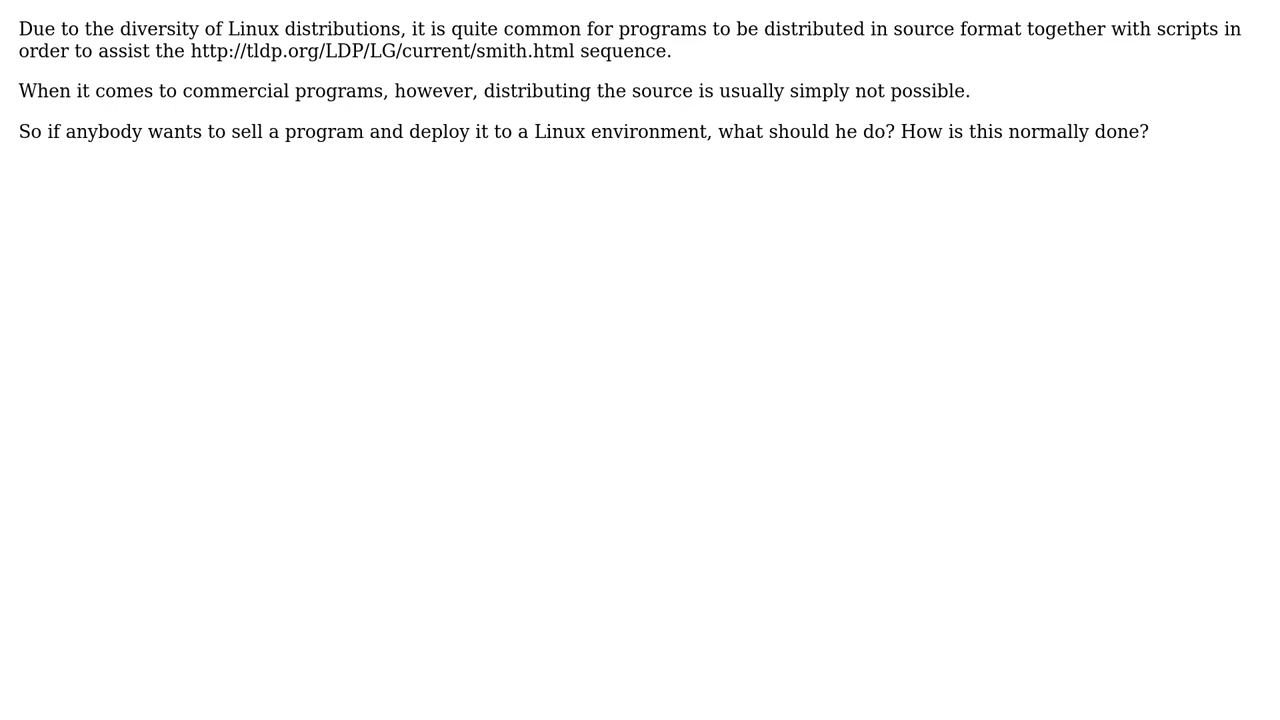 Due to the diversity of Linux distributions, it is quite common for programs to be distributed in source format together with scripts in
order to assist the http://tldp.org/LDP/LG/current/smith.html sequence.
When it comes to commercial programs, however, distributing the source is usually simply not possible.
So if anybody wants to sell a program and deploy it to a Linux environment, what should he do? How is this normally done?